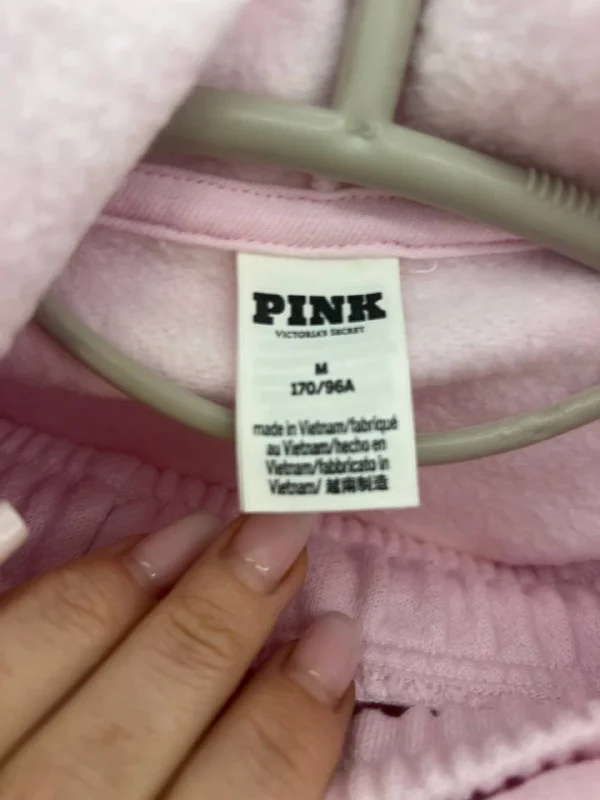 PINK
VICTORIA'S SECRET
M
170/96A
made in Vietnam/fabriqué
au Vietnam/hecho en
Vietnam/fabbricato in
Vietnam/ 越南制造